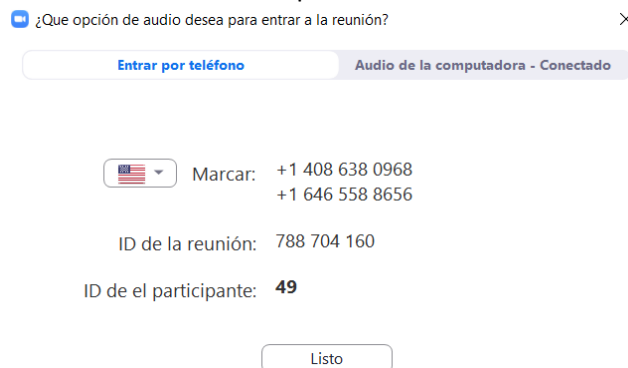 ¿Que opción de audio desea para entrar a la reunión?
Entrar por teléfono
Audio de la computadora - Conectado
Marcar: +1 408 638 0968
+1 646 558 8656
ID de la reunión: 788 704 160
ID de el participante: 49
Listo